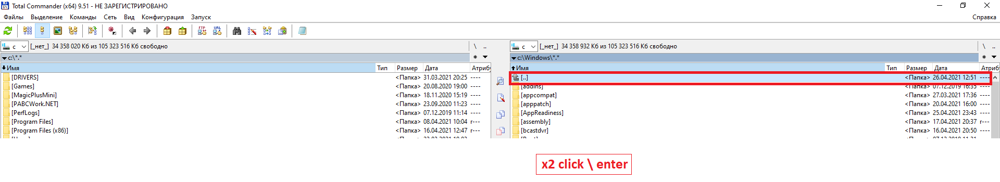 Total Commander (x64) 9.51 - НЕ ЗАРЕГИСТРИРОВАНО
Файлы Выделение Команды Сеть Вид Конфигурация Запуск Справка
FTP URL
c [_нет_] 34 358 020 Кб из 105 323 516 Кб свободно \ ..
c:\*.* * 
Имя Тип Размер Дата Атрибу
[DRIVERS] <Папка> 31.03.2021 20:25 ----
[Games] <Папка> 20.08.2020 19:00 ----
[MagicPlusMini] <Папка> 18.11.2020 15:19 ----
[PABCWork.NET] <Папка> 23.09.2020 11:23 ----
[PerfLogs] <Папка> 07.12.2019 11:14 ----
[Program Files] <Папка> 08.04.2021 10:04 r---
[Program Files (x86)] <Папка> 16.04.2021 12:47 r---
c [_нет_] 34 358 932 Кб из 105 323 516 Кб свободно \ ..
c:\Windows\*.* *
Имя Тип Размер Дата Атрибу
[..] <Папка> 26.04.2021 12:51 ----
[addins] <Папка> 07.12.2019 16:35 ----
[appcompat] <Папка> 27.03.2021 17:36 ----
[apppatch] <Папка> 20.04.2021 16:00 ----
[AppReadiness] <Папка> 25.04.2021 23:43 ----
[assembly] <Папка> 17.04.2021 20:37 r---
[bcastdvr] <Папка> 16.04.2021 20:50 ----
x2 click \ enter